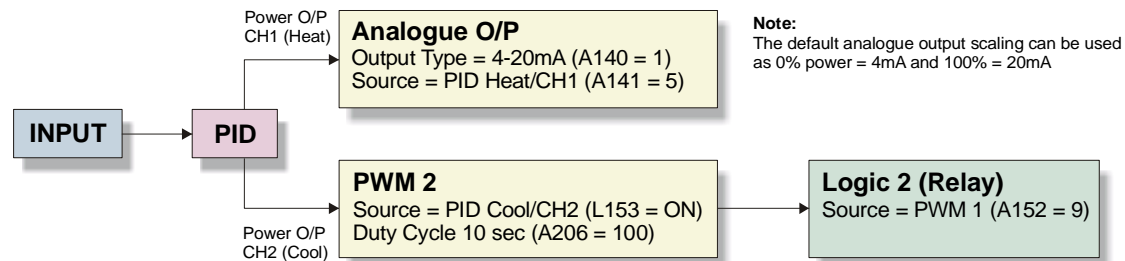 Power O/P
CH1 (Heat)
Analogue O/P
Output Type = 4-20mA (A140 = 1)
Source = PID Heat/CH1 (A141 = 5)
Note:
The default analogue output scaling can be used
as 0% power = 4mA and 100% = 20mA
INPUT
PID
PWM 2
Source = PID Cool/CH2 (L153 = ON)
Duty Cycle 10 sec (A206 = 100)
Logic 2 (Relay)
Source = PWM 1 (A152 = 9)
Power O/P
CH2 (Cool)